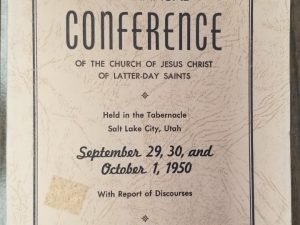 CONFERENCE
OF THE CHURCH OF JESUS CHRIST
OF LATTER-DAY SAINTS
Held in the Tabernacle
Salt Lake City, Utah
September 29, 30, and
October 1, 1950
With Report of Discourses